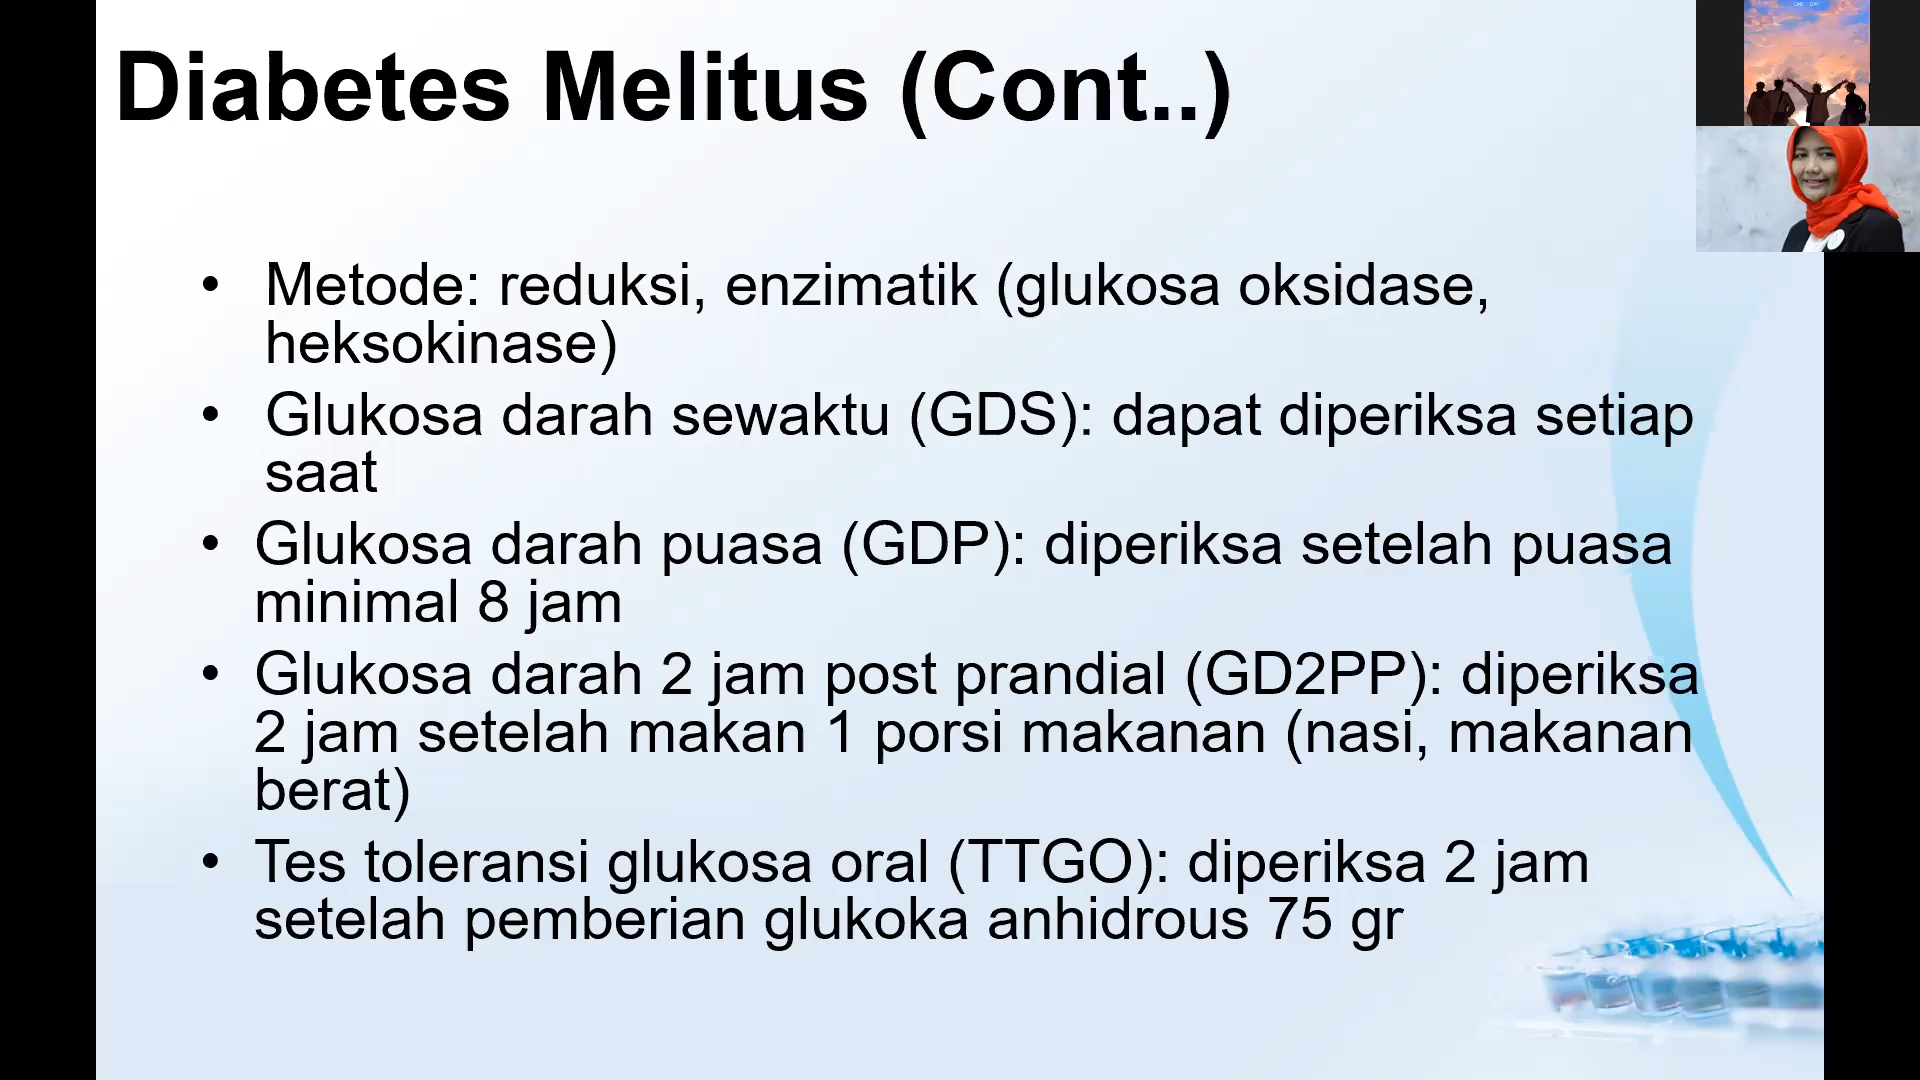 Diabetes Melitus (Cont..)
• Metode: reduksi, enzimatik (glukosa oksidase,
heksokinase)
• Glukosa darah sewaktu (GDS): dapat diperiksa setiap
saat
• Glukosa darah puasa (GDP): diperiksa setelah puasa
minimal 8 jam
• Glukosa darah 2 jam post prandial (GD2PP): diperiksa
2 jam setelah makan 1 porsi makanan (nasi, makanan
berat)
• Tes toleransi glukosa oral (TTGO): diperiksa 2 jam
setelah pemberian glukoka anhidrous 75 gr